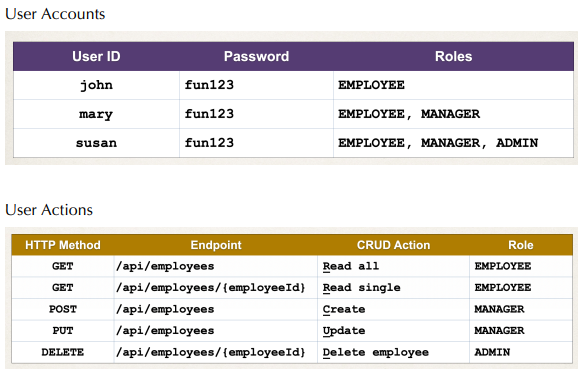 User Accounts
User ID Password Roles
john fun123 EMPLOYEE
mary fun123 EMPLOYEE, MANAGER
susan fun123 EMPLOYEE, MANAGER, ADMIN
User Actions
HTTP Method Endpoint CRUD Action Role
GET /api/employees Read all EMPLOYEE
GET /api/employees/{employeeId} Read single EMPLOYEE
POST /api/employees Create MANAGER
PUT /api/employees Update MANAGER
DELETE /api/employees/{employeeId} Delete employee ADMIN